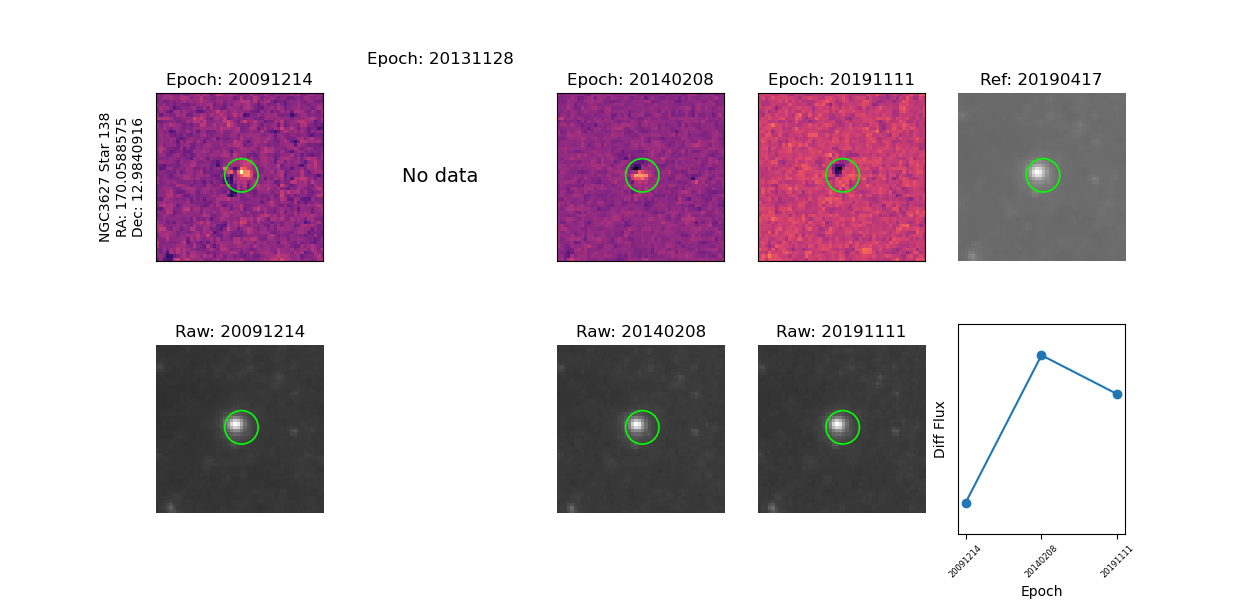 Epoch: 20131128
Epoch: 20091214
Epoch: 20140208
Epoch: 20191111
Ref: 20190417
NGC3627 Star 138
RA: 170.0588575
Dec: 12.9840916
No data
Raw: 20091214
Raw: 20140208
Raw: 20191111
Diff Flux
20091214
20140208
20191111
Epoch